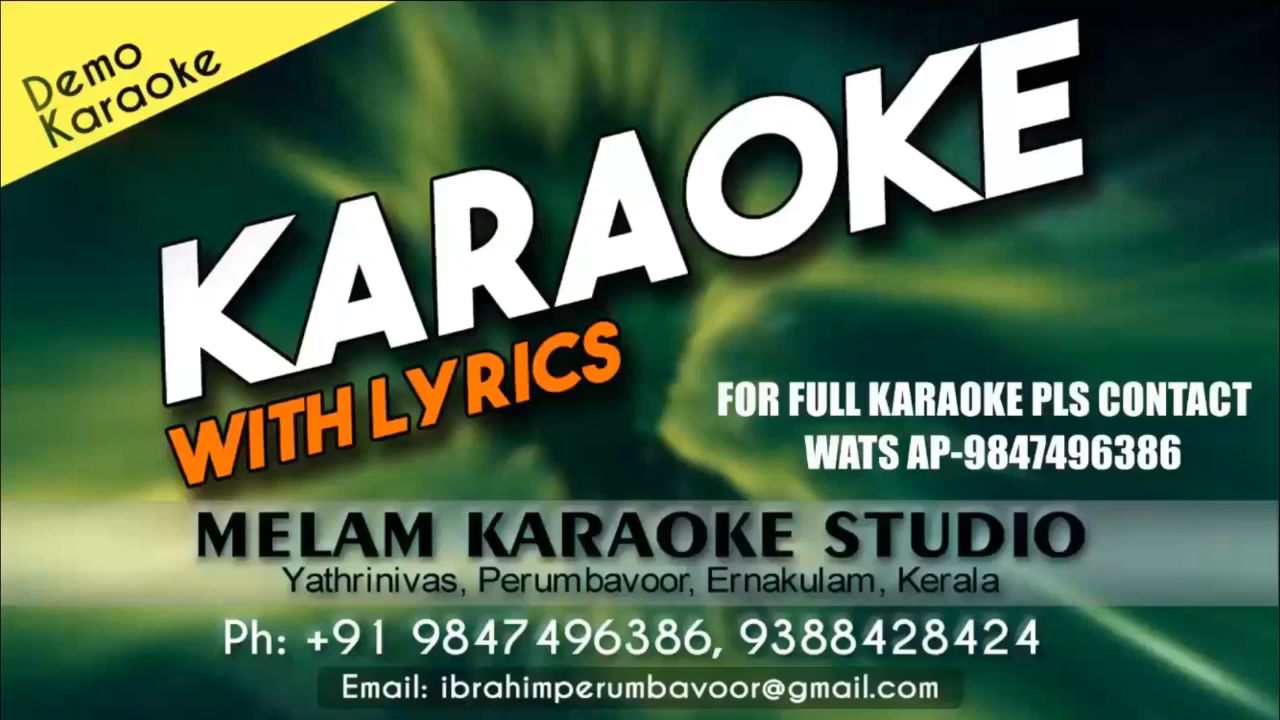 Demo
Karaoke
KARAOKE
WITH LYRICS
FOR FULL KARAOKE PLS CONTACT
WATS AP-9847496386
MELAM KARAOKE STUDIO
Yathrinivas, Perumbavoor, Ernakulam, Kerala
Ph: +91 9847496386, 9388428424
Email: ibrahimperumbavoor@gmail.com